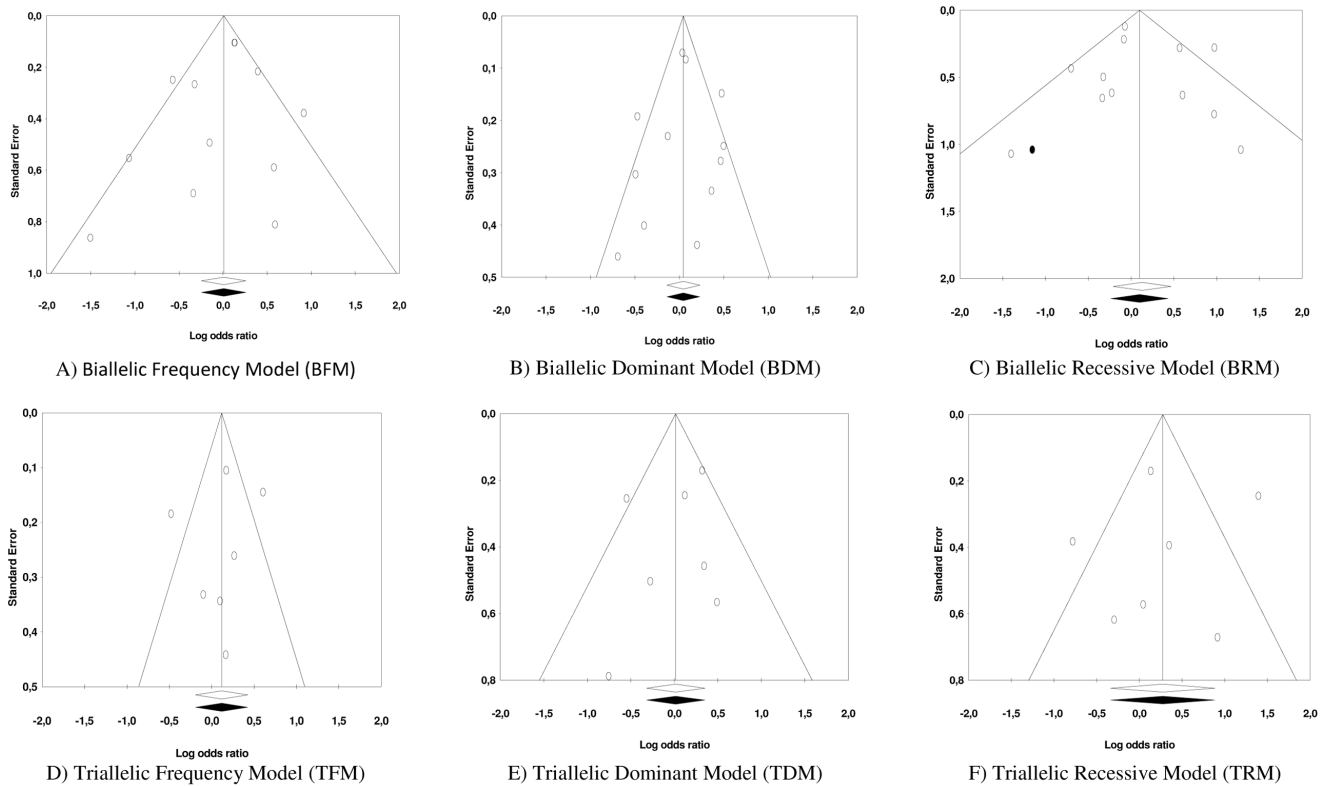 0,0
0,2
0,4
0,6
0,8
1,0
Standard Error
-2,0 -1,5 -1,0 -0,5 0,0 0,5 1,0 1,5 2,0
Log odds ratio
A) Biallelic Frequency Model (BFM)
0,0
0,1
0,2
0,3
0,4
0,5
Standard Error
-2,0 -1,5 -1,0 -0,5 0,0 0,5 1,0 1,5 2,0
Log odds ratio
B) Biallelic Dominant Model (BDM)
0,0
0,5
1,0
1,5
2,0
Standard Error
-2,0 -1,5 -1,0 -0,5 0,0 0,5 1,0 1,5 2,0
Log odds ratio
C) Biallelic Recessive Model (BRM)
0,0
0,1
0,2
0,3
0,4
0,5
Standard Error
-2,0 -1,5 -1,0 -0,5 0,0 0,5 1,0 1,5 2,0
Log odds ratio
D) Triallelic Frequency Model (TFM)
0,0
0,2
0,4
0,6
0,8
Standard Error
-2,0 -1,5 -1,0 -0,5 0,0 0,5 1,0 1,5 2,0
Log odds ratio
E) Triallelic Dominant Model (TDM)
0,0
0,2
0,4
0,6
0,8
Standard Error
-2,0 -1,5 -1,0 -0,5 0,0 0,5 1,0 1,5 2,0
Log odds ratio
F) Triallelic Recessive Model (TRM)